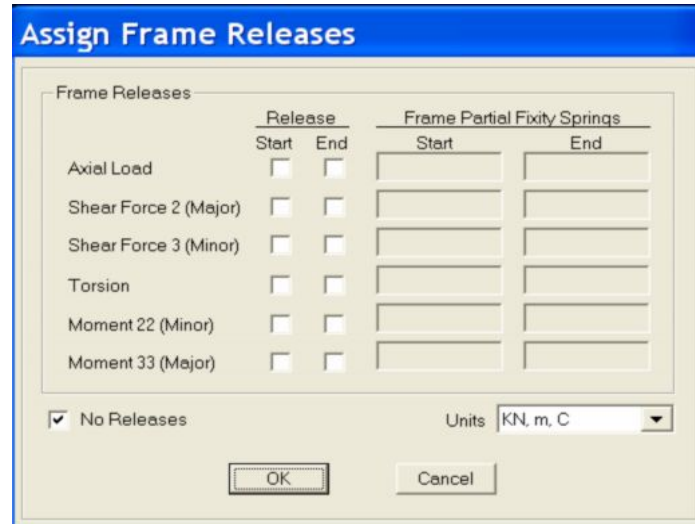 Assign Frame Releases
Frame Releases
Release Frame Partial Fixity Springs
Start End Start End
Axial Load
Shear Force 2 (Major)
Shear Force 3 (Minor)
Torsion
Moment 22 (Minor)
Moment 33 (Major)
No Releases Units KN, m, C
OK Cancel